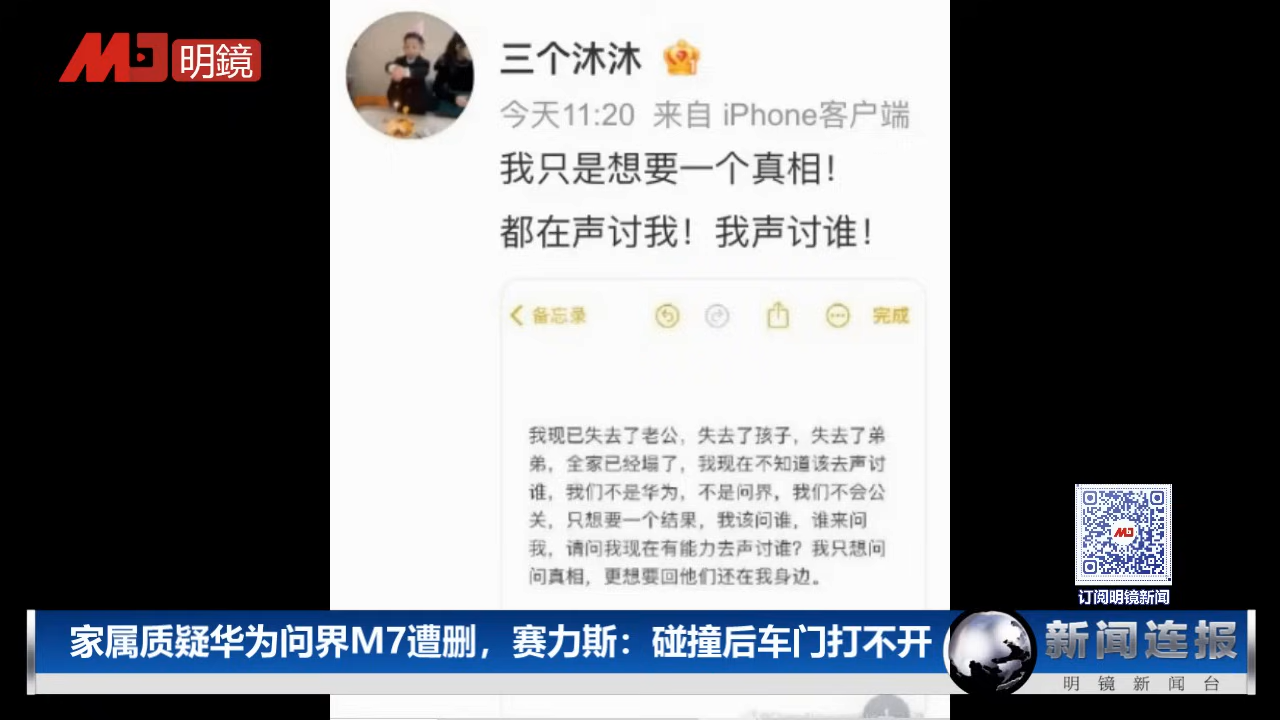 MD 明鏡
三个沐沐
今天11:20 来自 iPhone客户端
我只是想要一个真相！
都在声讨我！我声讨谁！
备忘录
完成
我现已失去了老公，失去了孩子，失去了弟
弟，全家已经塌了，我现在不知道该去声讨
谁，我们不是华为，不是问界，我们不会公
关，只想要一个结果，我该问谁，谁来问
我，请问我现在有能力去声讨谁？我只想问
问真相，更想要回他们还在我身边。
MD
订阅明镜新闻
家属质疑华为问界M7遭删，赛力斯：碰撞后车门打不开
新闻连报
明镜新闻台